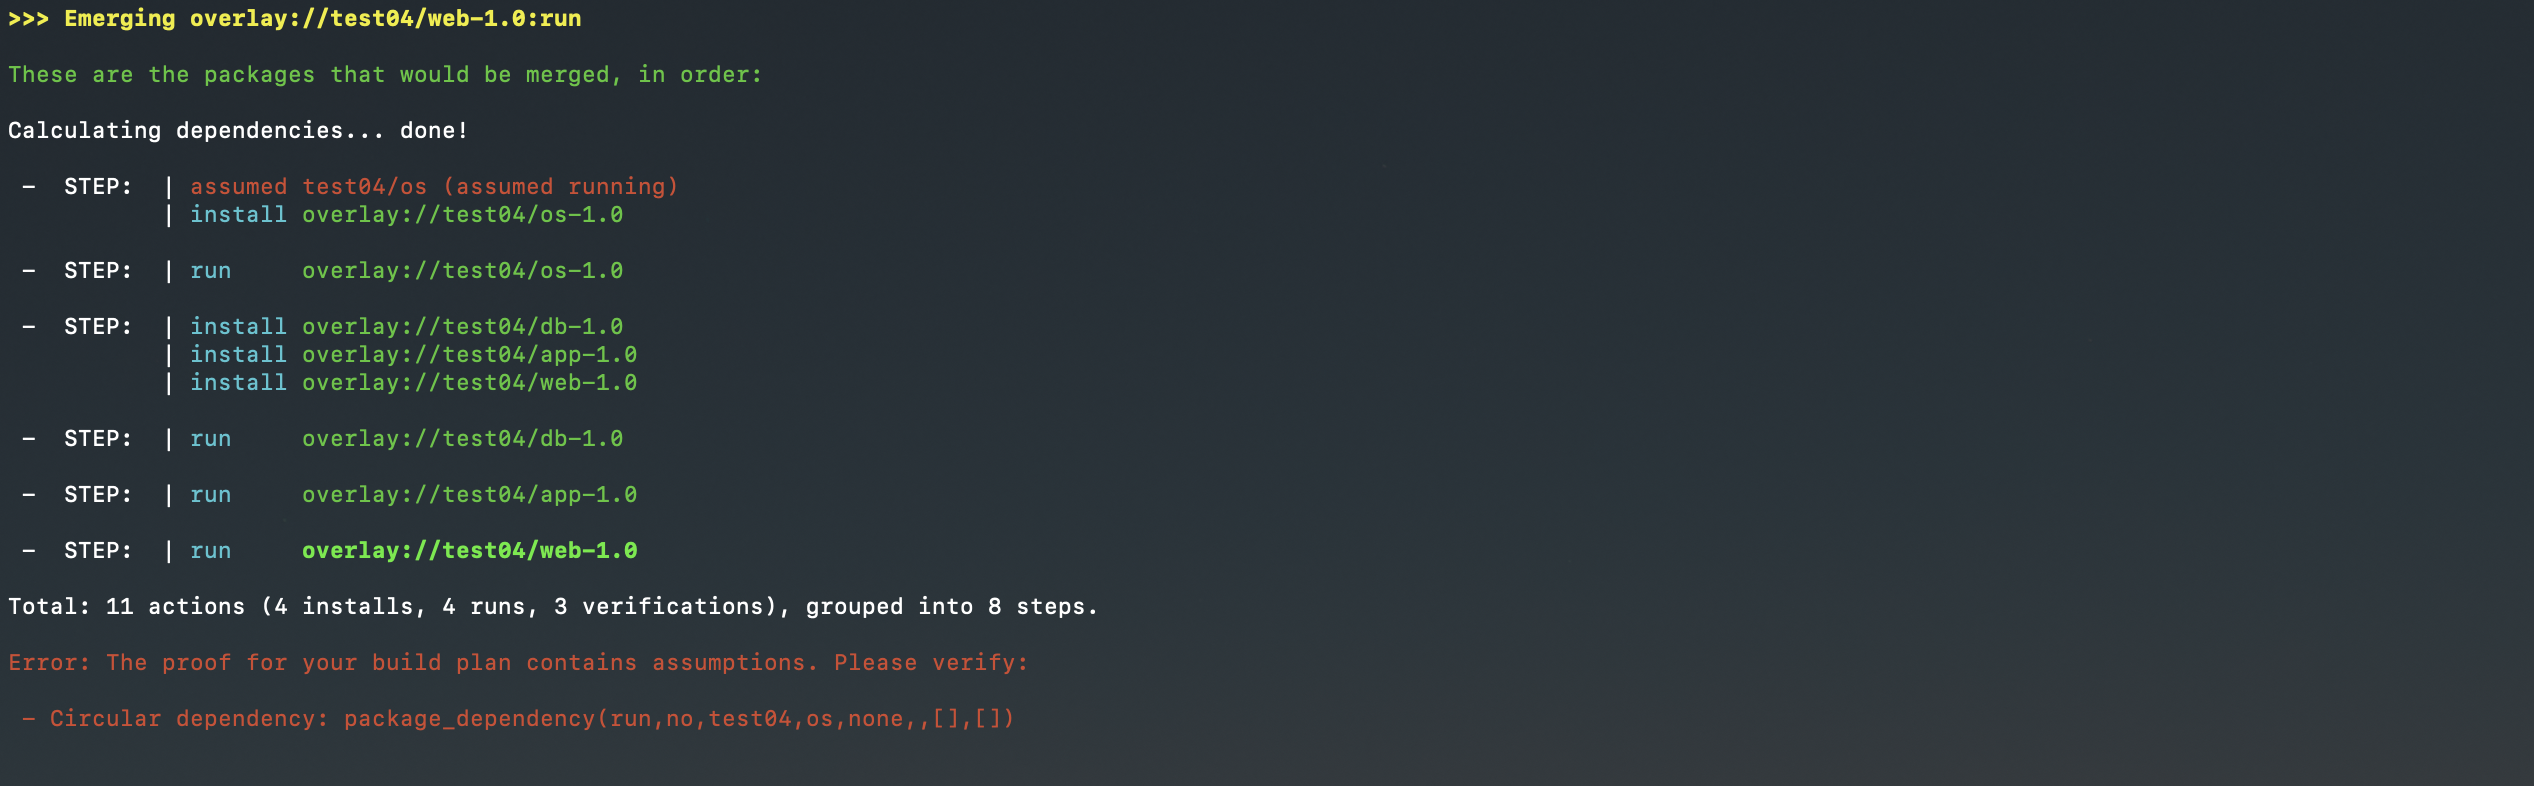 >>> Emerging overlay://test04/web-1.0:run
These are the packages that would be merged, in order:
Calculating dependencies... done!
 -  STEP:  | assumed test04/os (assumed running)
           | install overlay://test04/os-1.0
 -  STEP:  | run     overlay://test04/os-1.0
 -  STEP:  | install overlay://test04/db-1.0
           | install overlay://test04/app-1.0
           | install overlay://test04/web-1.0
 -  STEP:  | run     overlay://test04/db-1.0
 -  STEP:  | run     overlay://test04/app-1.0
 -  STEP:  | run     overlay://test04/web-1.0
Total: 11 actions (4 installs, 4 runs, 3 verifications), grouped into 8 steps.
Error: The proof for your build plan contains assumptions. Please verify:
 - Circular dependency: package_dependency(run,no,test04,os,none,,[],[])